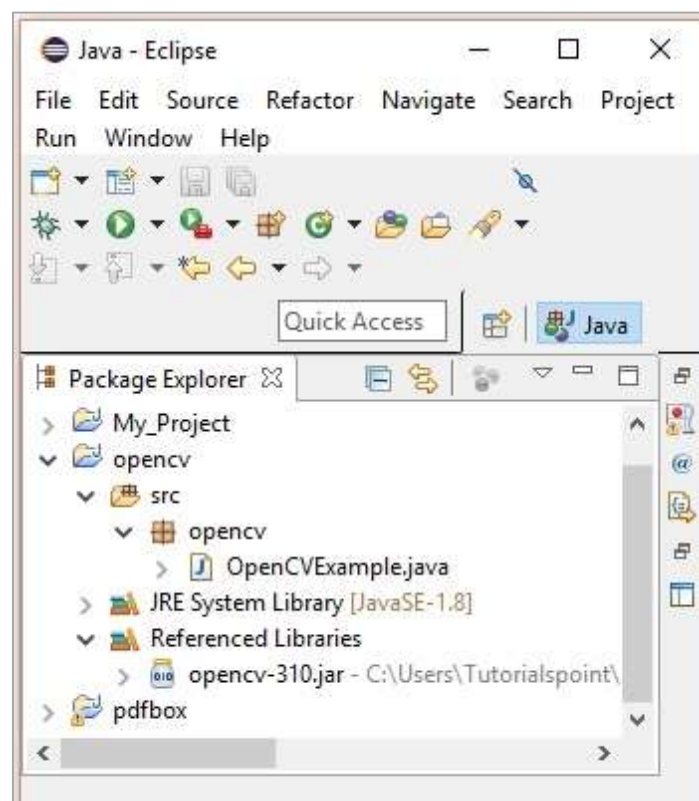 Java - Eclipse
File Edit Source Refactor Navigate Search Project
Run Window Help
Quick Access
Java
Package Explorer
My_Project
opencv
src
opencv
OpenCVExample.java
JRE System Library [JavaSE-1.8]
Referenced Libraries
opencv-310.jar - C:\Users\Tutorialspoint\
pdfbox